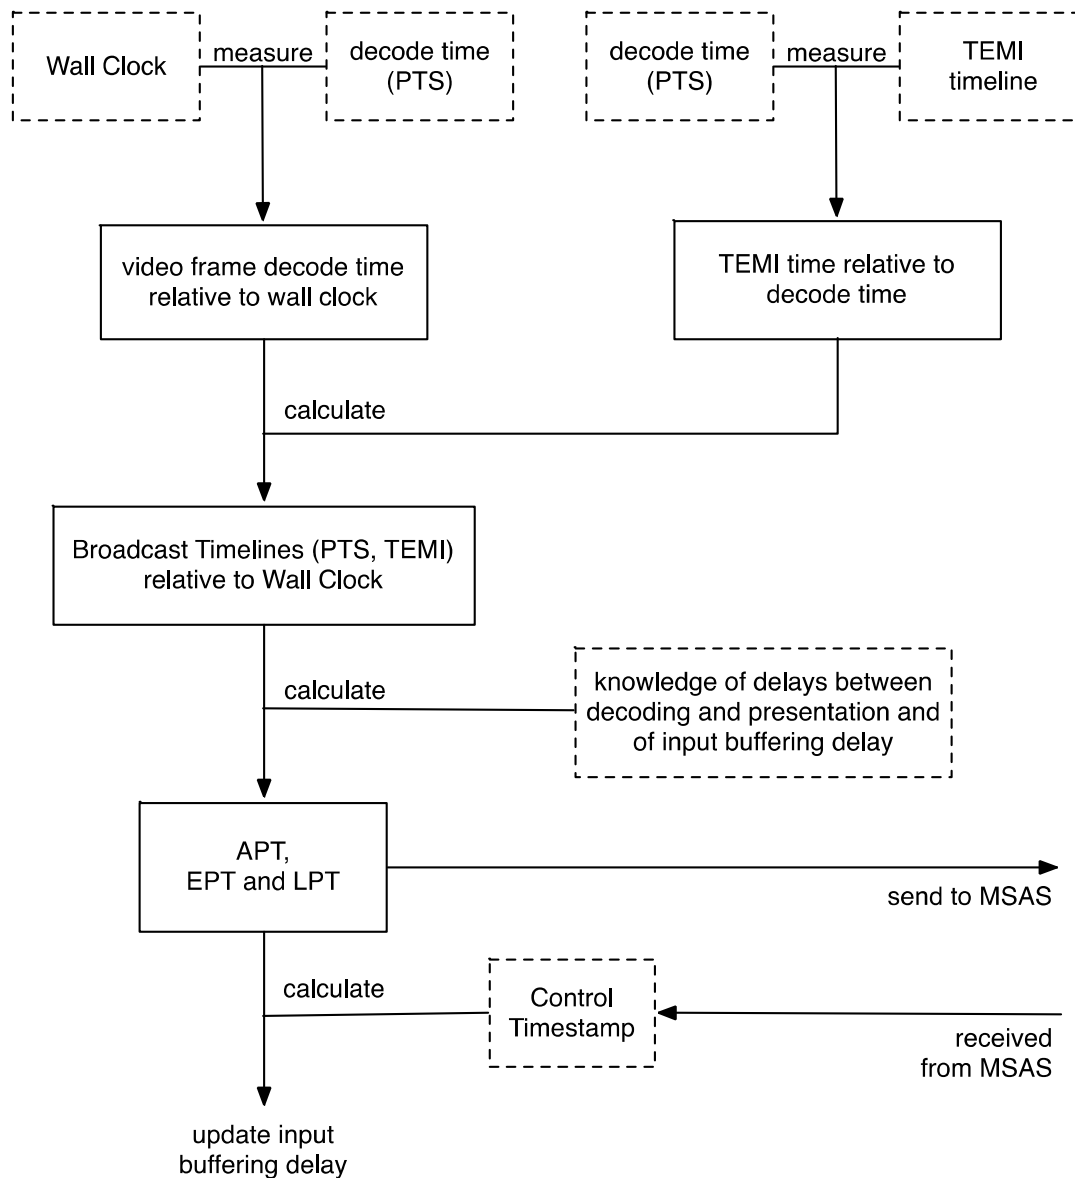 Wall Clock
measure
decode time
(PTS)
decode time
(PTS)
measure
TEMI
timeline
video frame decode time
relative to wall clock
TEMI time relative to
decode time
calculate
Broadcast Timelines (PTS, TEMI)
relative to Wall Clock
calculate
knowledge of delays between
decoding and presentation and
of input buffering delay
APT,
EPT and LPT
send to MSAS
calculate
Control
Timestamp
received
from MSAS
update input
buffering delay